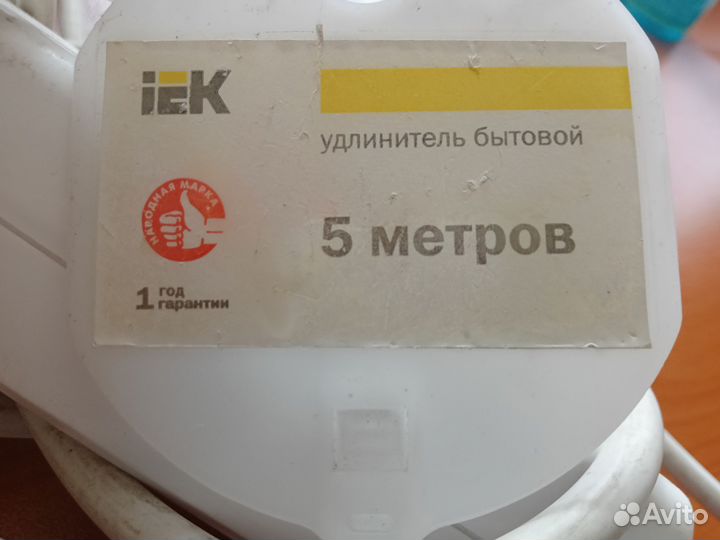 iEK
удлинитель бытовой
НАРОДНАЯ МАРКА
5 метров
1 год
гарантии
Avito